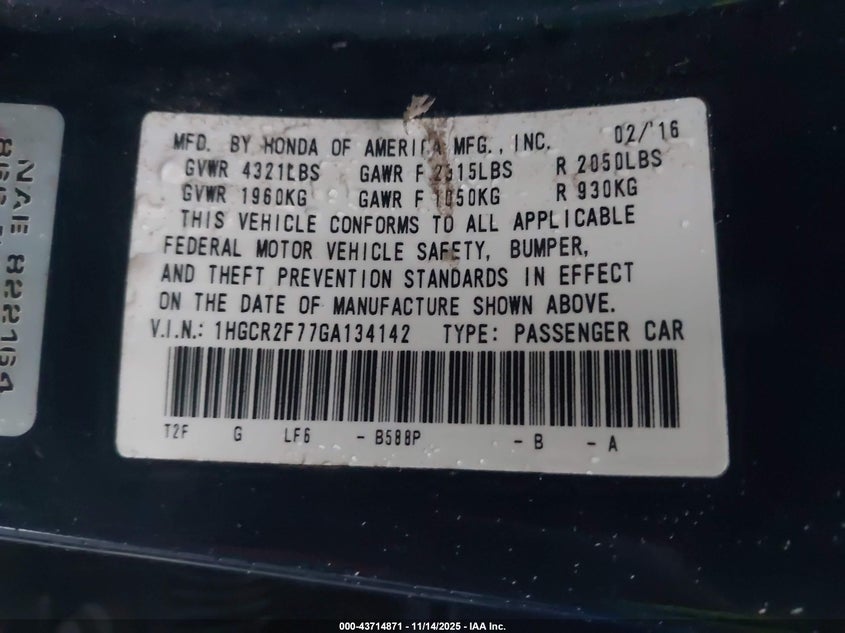 MFD. BY HONDA OF AMERICA MFG., INC. 02/'16
GVWR 4321LBS GAWR F 2315LBS R 2050LBS
GVWR 1960KG GAWR F 1050KG R 930KG
THIS VEHICLE CONFORMS TO ALL APPLICABLE
FEDERAL MOTOR VEHICLE SAFETY, BUMPER,
AND THEFT PREVENTION STANDARDS IN EFFECT
ON THE DATE OF MANUFACTURE SHOWN ABOVE.
V.I.N.: 1HGCR2F77GA134142 TYPE: PASSENGER CAR
T2F G LF6 - B588P - B - A
NAE
000-43714871 | 11/14/2025 - IAA Inc.